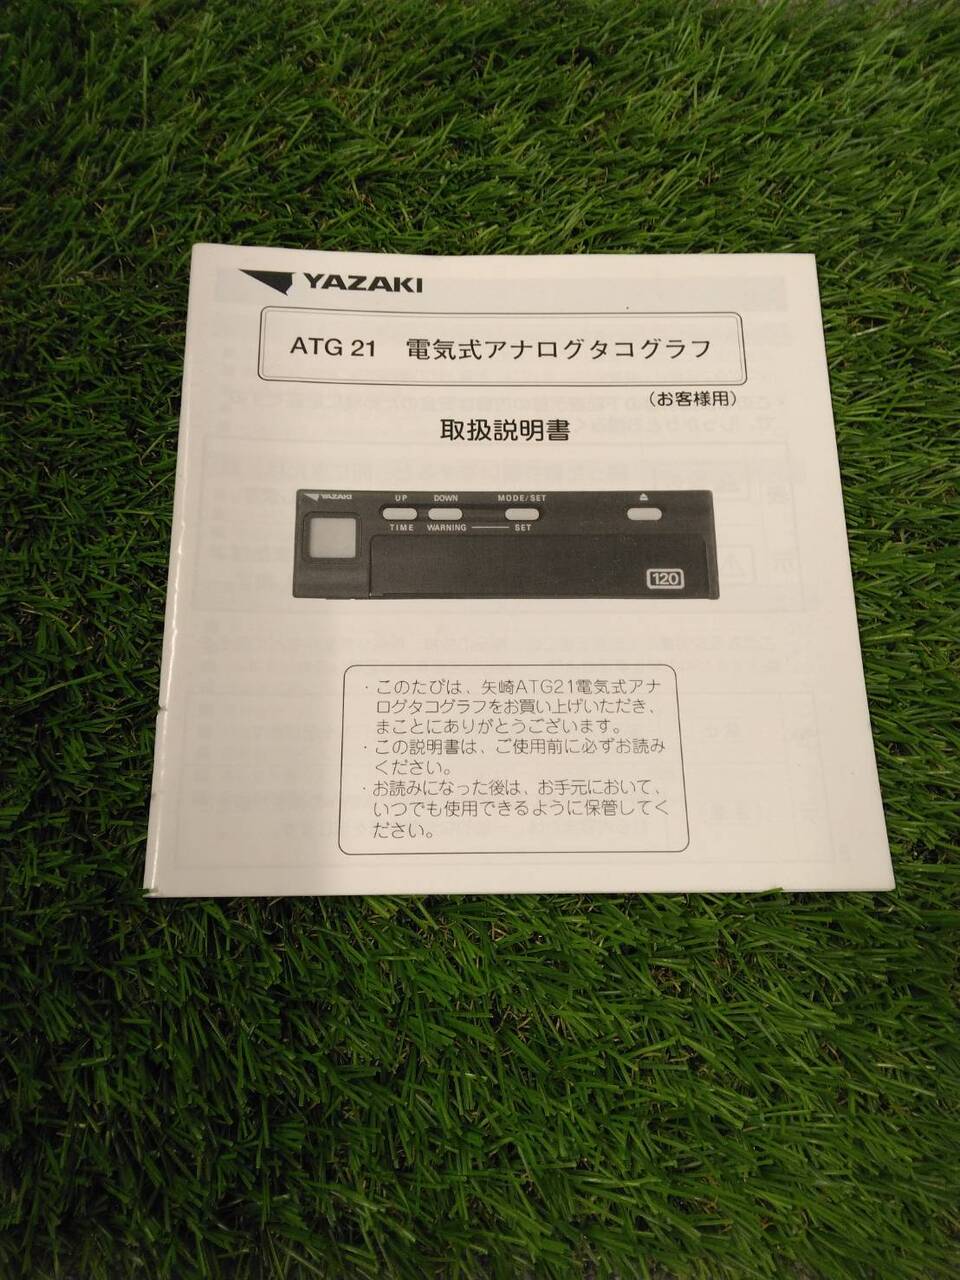 YAZAKI
ATG 21 電気式アナログタコグラフ
(お客様用)
取扱説明書
YAZAKI
UP DOWN MODE/SET
TIME WARNING SET
120
・このたびは、矢崎ATG21電気式アナ
ログタコグラフをお買い上げいただき、
まことにありがとうございます。
・この説明書は、ご使用前に必ずお読み
ください。
・お読みになった後は、お手元において、
いつでも使用できるように保管してく
ださい。